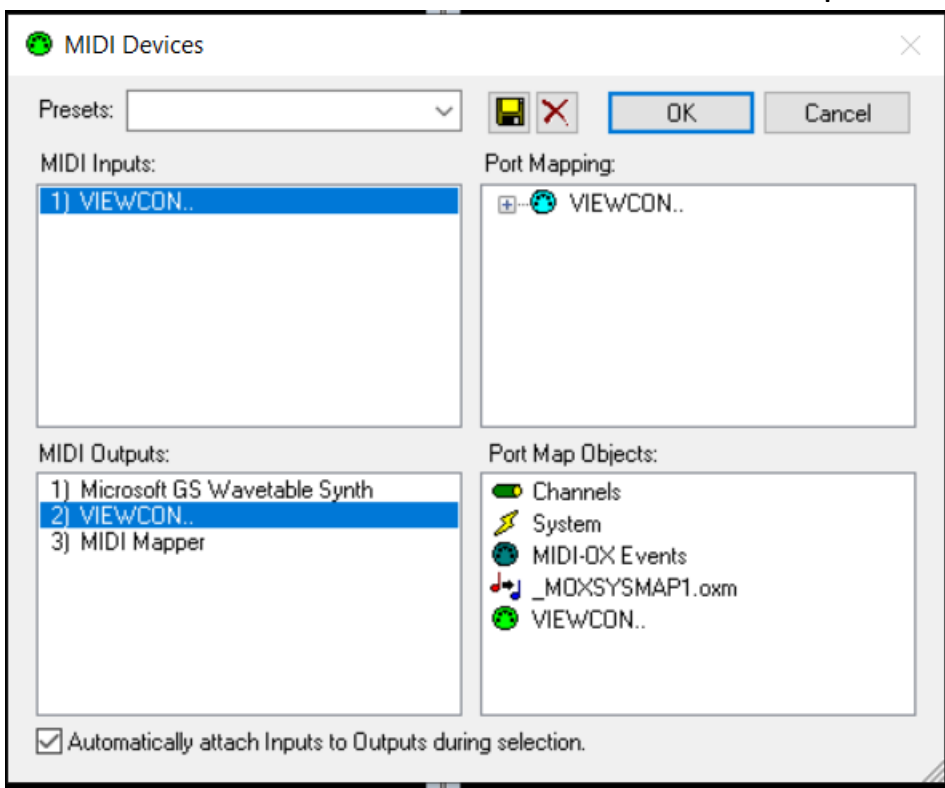 MIDI Devices
Presets:
OK
Cancel
MIDI Inputs:
Port Mapping:
1) VIEWCON..
VIEWCON..
MIDI Outputs:
Port Map Objects:
1) Microsoft GS Wavetable Synth
2) VIEWCON..
3) MIDI Mapper
Channels
System
MIDI-OX Events
_MOXSYSMAP1.oxm
VIEWCON..
Automatically attach Inputs to Outputs during selection.